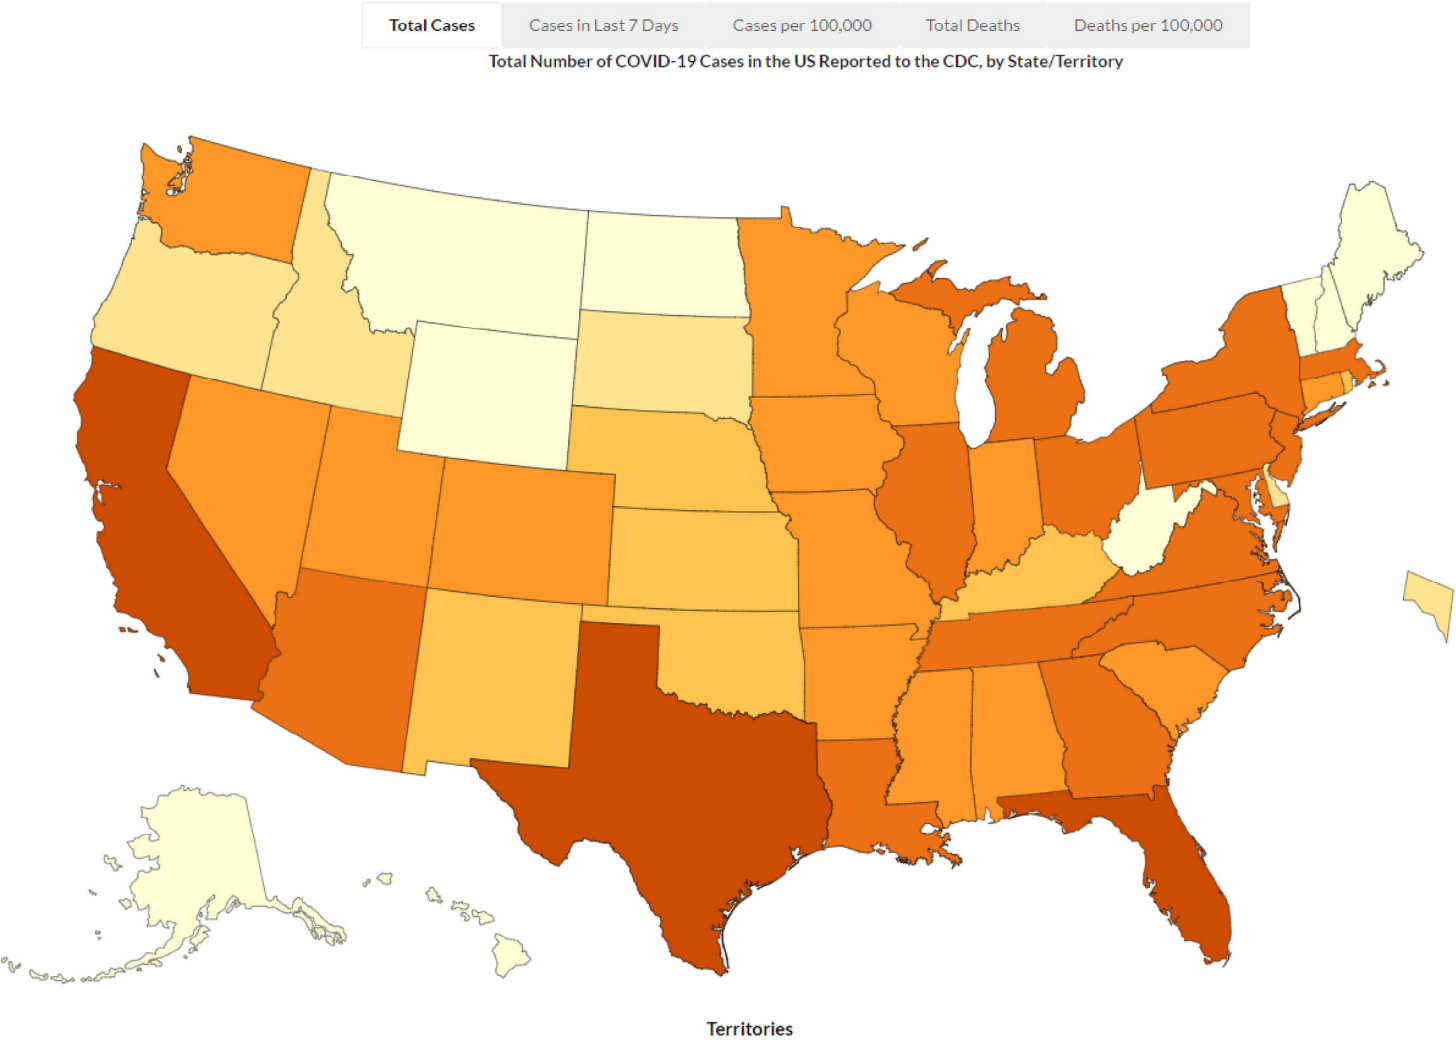 Total Cases Cases in Last 7 Days Cases per 100,000 Total Deaths Deaths per 100,000
Total Number of COVID-19 Cases in the US Reported to the CDC, by State/Territory
Territories